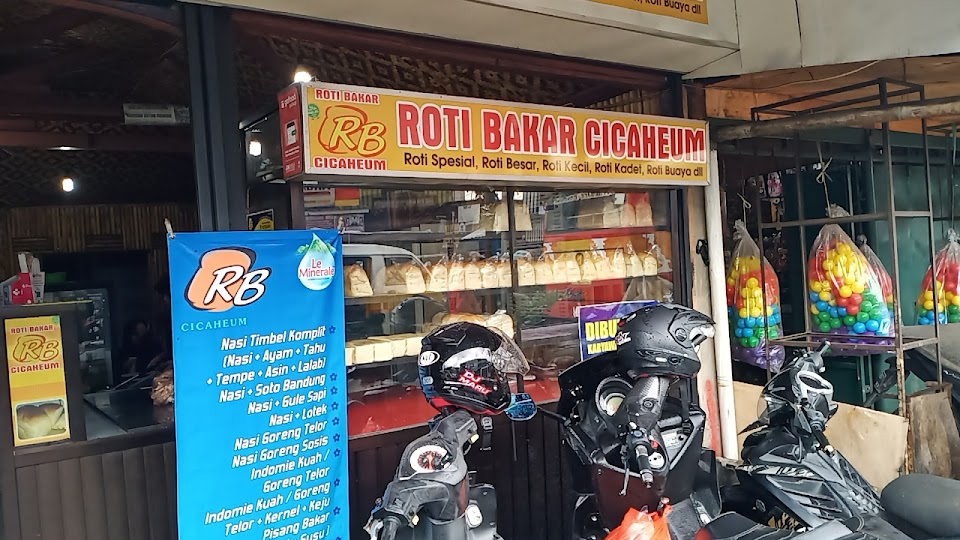 Roti Buaya dll
ROTI BAKAR
RB
CICAHEUM
ROTI BAKAR CICAHEUM
Roti Spesial, Roti Besar, Roti Kecil, Roti Kadet, Roti Buaya dll
RB
CICAHEUM
Le Minerale
Nasi Timbel Komplit
(Nasi + Ayam + Tahu
+ Tempe + Asin + Lalab)
Nasi + Soto Bandung
Nasi + Gule Sapi
Nasi + Lotek
Nasi Goreng Telor
Nasi Goreng Sosis
Indomie Kuah /
Goreng Telor
Indomie Kuah / Goreng
Telor + Kernel + Keju
Pisang Bakar
Susu
ROTI BAKAR
RB
CICAHEUM